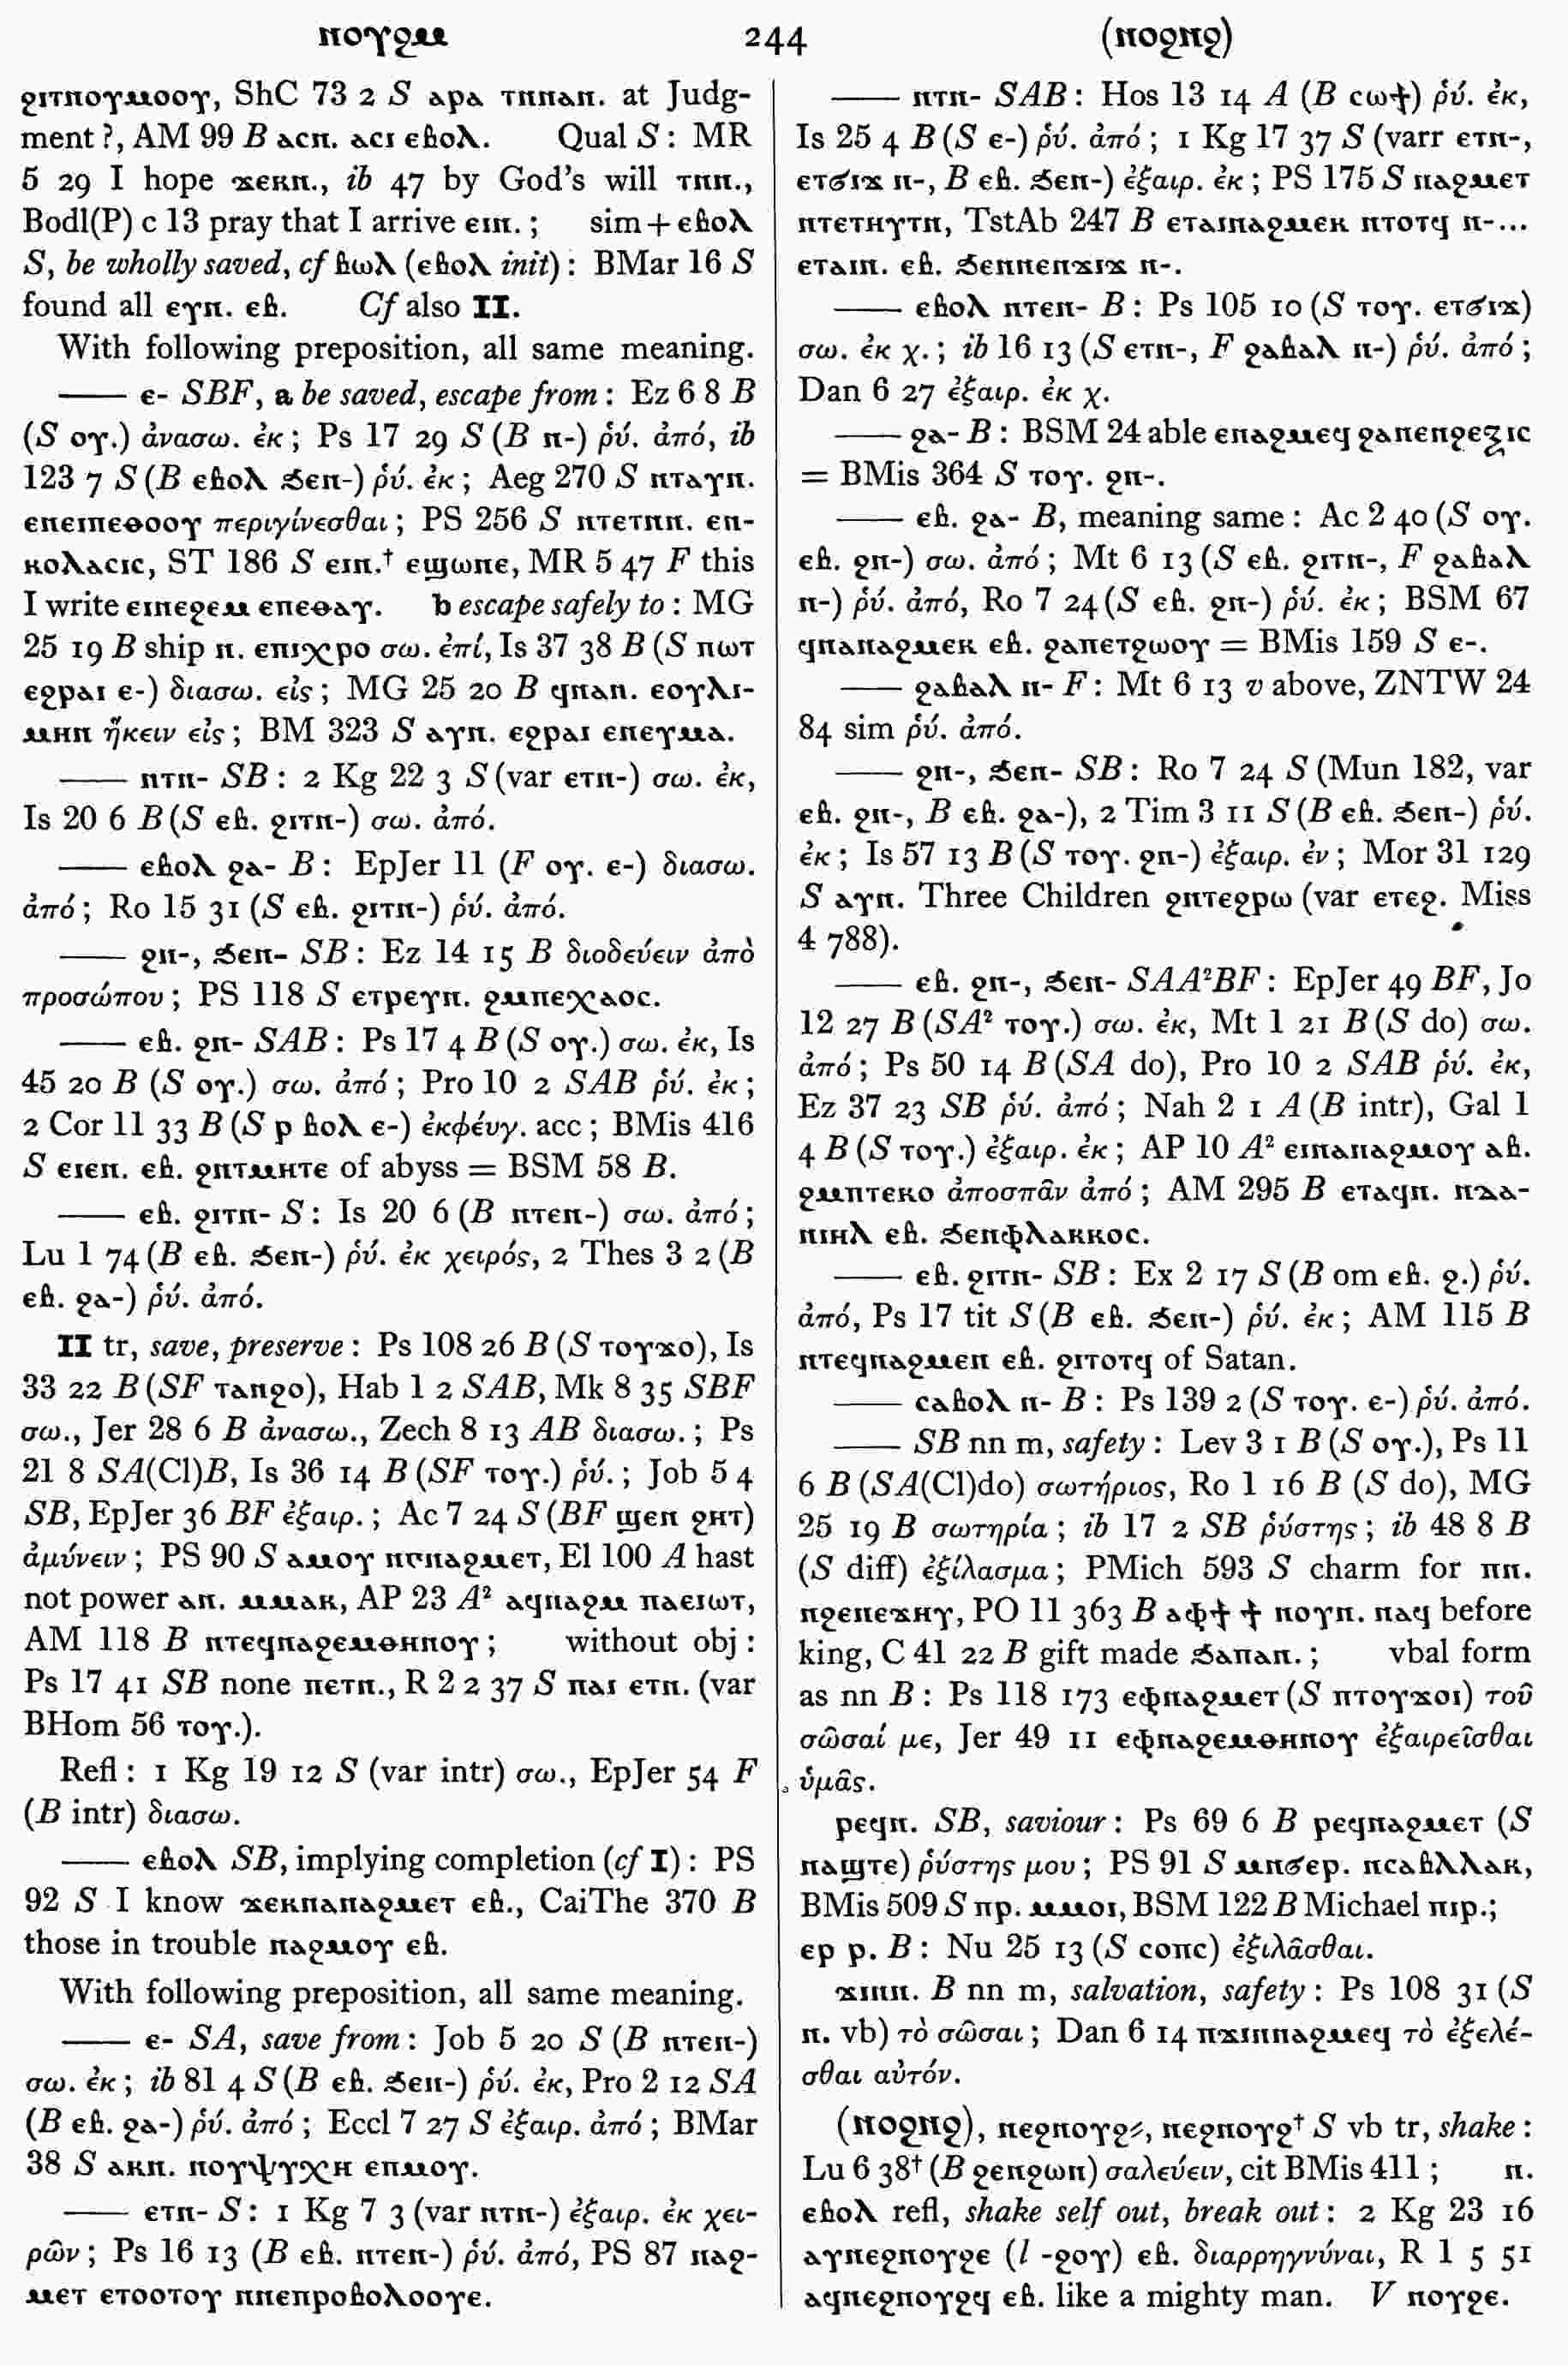 ⲛⲟⲩϩⲙ 244 (ⲛⲟϩⲛϩ)
ϩⲓⲧⲛⲟⲩⲙⲟⲟⲩ, ShC 73 2 S ⲁⲣⲁ ⲧⲛⲛⲁⲛ. at Judg-
ment ?, AM 99 B ⲁⲥⲛ. ⲁⲥⲓ ⲉⲃⲟⲗ. Qual S : MR
5 29 I hope ϫⲉⲕⲛ., ib 47 by God's will ⲧⲛⲛ.,
Bodl(P) c 13 pray that I arrive ⲉⲓⲛ. ; sim + ⲉⲃⲟⲗ
S, be wholly saved, cf ⲃⲱⲗ (ⲉⲃⲟⲗ init) : BMar 16 S
found all ⲉⲩⲛ. ⲉⲃ. Cf also II.
With following preposition, all same meaning.
—— ⲉ- SBF, a be saved, escape from : Ez 6 8 B
(S ⲟⲩ.) ἀνασω. ἐκ ; Ps 17 29 S (B ⲛ-) ῥύ. ἀπό, ib
123 7 S (B ⲉⲃⲟⲗ ϧⲉⲛ-) ῥύ. ἐκ ; Aeg 270 S ⲛⲧⲁⲩⲛ.
ⲉⲛⲉⲓⲡⲉⲑⲟⲟⲩ περιγίνεσθαι ; PS 256 S ⲛⲧⲉⲧⲛⲛ. ⲉⲛ-
ⲕⲟⲗⲁⲥⲓⲥ, ST 186 S ⲉⲓⲛ.† ⲉϣⲱⲡⲉ, MR 5 47 F this
I write ⲉⲓⲛⲉϩⲉⲙ ⲉⲡⲉⲑⲁⲩ. b escape safely to : MG
25 19 B ship ⲛ. ⲉⲡⲓⲭⲣⲟ σω. ἐπί, Is 37 38 B (S ⲡⲱⲧ
ⲉϩⲣⲁⲓ ⲉ-) διασω. εἰς ; MG 25 20 B ϥⲛⲁⲛ. ⲉⲟⲩⲗⲓ-
ⲙⲏⲛ ἥκειν εἰς ; BM 323 S ⲁⲩⲛ. ⲉϩⲣⲁⲓ ⲉⲡⲉⲩⲙⲁ.
—— ⲛⲧⲛ- SB : 2 Kg 22 3 S (var ⲉⲧⲛ-) σω. ἐκ,
Is 20 6 B (S ⲉⲃ. ϩⲓⲧⲛ-) σω. ἀπό.
—— ⲉⲃⲟⲗ ϩⲁ- B : EpJer 11 (F ⲟⲩ. ⲉ-) διασω.
ἀπό ; Ro 15 31 (S ⲉⲃ. ϩⲓⲧⲛ-) ῥύ. ἀπό.
—— ϩⲛ-, ϧⲉⲛ- SB : Ez 14 15 B διοδεύειν ἀπὸ
προσώπου ; PS 118 S ⲉⲧⲣⲉⲩⲛ. ϩⲙⲡⲉⲭⲁⲟⲥ.
—— ⲉⲃ. ϩⲛ- SAB : Ps 17 4 B (S ⲟⲩ.) σω. ἐκ, Is
45 20 B (S ⲟⲩ.) σω. ἀπό ; Pro 10 2 SAB ῥύ. ἐκ ;
2 Cor 11 33 B (S ⲣ ⲃⲟⲗ ⲉ-) ἐκφέυγ. acc ; BMis 416
S ⲉⲓⲉⲛ. ⲉⲃ. ϩⲛⲧⲙⲏⲧⲉ of abyss = BSM 58 B.
—— ⲉⲃ. ϩⲓⲧⲛ- S : Is 20 6 (B ⲛⲧⲉⲛ-) σω. ἀπό ;
Lu 1 74 (B ⲉⲃ. ϧⲉⲛ-) ῥύ. ἐκ χειρός, 2 Thes 3 2 (B
ⲉⲃ. ϩⲁ-) ῥύ. ἀπό.
II tr, save, preserve : Ps 108 26 B (S ⲧⲟⲩϫⲟ), Is
33 22 B (SF ⲧⲁⲛϩⲟ), Hab 1 2 SAB, Mk 8 35 SBF
σω., Jer 28 6 B ἀνασω., Zech 8 13 AB διασω. ; Ps
21 8 SA(Cl)B, Is 36 14 B (SF ⲧⲟⲩ.) ῥύ. ; Job 5 4
SB, EpJer 36 BF ἐξαιρ. ; Ac 7 24 S (BF ϣⲉⲛ ϩⲏⲧ)
ἀμύνειν ; PS 90 S ⲁⲙⲟⲩ ⲛⲅⲛⲁϩⲙⲉⲧ, El 100 A hast
not power ⲁⲛ. ⲙⲙⲁⲕ, AP 23 A² ⲁϥⲛⲁϩⲙ ⲡⲁⲉⲓⲱⲧ,
AM 118 B ⲛⲧⲉϥⲛⲁϩⲉⲙⲑⲏⲛⲟⲩ ; without obj :
Ps 17 41 SB none ⲡⲉⲧⲛ., R 2 2 37 S ⲡⲁⲓ ⲉⲧⲛ. (var
BHom 56 ⲧⲟⲩ.).
Refl : 1 Kg 19 12 S (var intr) σω., EpJer 54 F
(B intr) διασω.
—— ⲉⲃⲟⲗ SB, implying completion (cf I) : PS
92 S I know ϫⲉⲕⲛⲁⲛⲁϩⲙⲉⲧ ⲉⲃ., CaiThe 370 B
those in trouble ⲛⲁϩⲙⲟⲩ ⲉⲃ.
With following preposition, all same meaning.
—— ⲉ- SA, save from : Job 5 20 S (B ⲛⲧⲉⲛ-)
σω. ἐκ ; ib 81 4 S (B ⲉⲃ. ϧⲉⲛ-) ῥύ. ἐκ, Pro 2 12 SA
(B ⲉⲃ. ϩⲁ-) ῥύ. ἀπό ; Eccl 7 27 S ἐξαιρ. ἀπό ; BMar
38 S ⲁⲕⲛ. ⲛⲟⲩⲯⲩⲭⲏ ⲉⲡⲙⲟⲩ.
—— ⲉⲧⲛ- S : 1 Kg 7 3 (var ⲛⲧⲛ-) ἐξαιρ. ἐκ χει-
ρῶν ; Ps 16 13 (B ⲉⲃ. ⲛⲧⲉⲛ-) ῥύ. ἀπό, PS 87 ⲛⲁϩ-
ⲙⲉⲧ ⲉⲧⲟⲟⲧⲟⲩ ⲛⲛⲉⲡⲣⲟⲃⲟⲗⲟⲟⲩⲉ.
—— ⲛⲧⲛ- SAB : Hos 13 14 A (B ⲥⲱϯ) ῥύ. ἐκ,
Is 25 4 B (S ⲉ-) ῥύ. ἀπό ; 1 Kg 17 37 S (varr ⲉⲧⲛ-,
ⲉⲧϭⲓϫ ⲛ-, B ⲉⲃ. ϧⲉⲛ-) ἐξαιρ. ἐκ ; PS 175 S ⲛⲁϩⲙⲉⲧ
ⲛⲧⲉⲧⲏⲩⲧⲛ, TstAb 247 B ⲉⲧⲁⲓⲛⲁϩⲙⲉⲕ ⲛⲧⲟⲧϥ ⲛ-...
ⲉⲧⲁⲓⲛ. ⲉⲃ. ϧⲉⲛⲛⲉⲛϫⲓϫ ⲛ-.
—— ⲉⲃⲟⲗ ⲛⲧⲉⲛ- B : Ps 105 10 (S ⲧⲟⲩ. ⲉⲧϭⲓϫ)
σω. ἐκ χ. ; ib 16 13 (S ⲉⲧⲛ-, F ϩⲁⲃⲁⲗ ⲛ-) ῥύ. ἀπό ;
Dan 6 27 ἐξαιρ. ἐκ χ.
—— ϩⲁ- B : BSM 24 able ⲉⲛⲁϩⲙⲉϥ ϩⲁⲡⲉⲛϩⲉⲝⲓⲥ
= BMis 364 S ⲧⲟⲩ. ϩⲛ-.
—— ⲉⲃ. ϩⲁ- B, meaning same : Ac 2 40 (S ⲟⲩ.
ⲉⲃ. ϩⲛ-) σω. ἀπό ; Mt 6 13 (S ⲉⲃ. ϩⲓⲧⲛ-, F ϩⲁⲃⲁⲗ
ⲛ-) ῥύ. ἀπό, Ro 7 24 (S ⲉⲃ. ϩⲛ-) ῥύ. ἐκ ; BSM 67
ϥⲛⲁⲛⲁϩⲙⲉⲕ ⲉⲃ. ϩⲁⲡⲉⲧϩⲱⲟⲩ = BMis 159 S ⲉ-.
—— ϩⲁⲃⲁⲗ ⲛ- F : Mt 6 13 v above, ZNTW 24
84 sim ῥύ. ἀπό.
—— ϩⲛ-, ϧⲉⲛ- SB : Ro 7 24 S (Mun 182, var
ⲉⲃ. ϩⲛ-, B ⲉⲃ. ϩⲁ-), 2 Tim 3 11 S (B ⲉⲃ. ϧⲉⲛ-) ῥύ.
ἐκ ; Is 57 13 B (S ⲧⲟⲩ. ϩⲛ-) ἐξαιρ. ἐν ; Mor 31 129
S ⲁⲩⲛ. Three Children ϩⲛⲧⲉϩⲣⲱ (var ⲉⲧⲉϩ. Miss
4 788).
—— ⲉⲃ. ϩⲛ-, ϧⲉⲛ- SAA²BF : EpJer 49 BF, Jo
12 27 B (SA² ⲧⲟⲩ.) σω. ἐκ, Mt 1 21 B (S do) σω.
ἀπό ; Ps 50 14 B (SA do), Pro 10 2 SAB ῥύ. ἐκ,
Ez 37 23 SB ῥύ. ἀπό ; Nah 2 1 A (B intr), Gal 1
4 B (S ⲧⲟⲩ.) ἐξαιρ. ἐκ ; AP 10 A² ⲉⲓⲛⲁⲛⲁϩⲙⲟⲩ ⲁⲃ.
ϩⲙⲡⲧⲉⲕⲟ ἀποσπᾶν ἀπό ; AM 295 B ⲉⲧⲁϥⲛ. ⲛⲇⲁ-
ⲛⲓⲏⲗ ⲉⲃ. ϧⲉⲛⲫⲗⲁⲕⲕⲟⲥ.
—— ⲉⲃ. ϩⲓⲧⲛ- SB : Ex 2 17 S (B om ⲉⲃ. ϩ.) ῥύ.
ἀπό, Ps 17 tit S (B ⲉⲃ. ϧⲉⲛ-) ῥύ. ἐκ ; AM 115 B
ⲛⲧⲉϥⲛⲁϩⲙⲉⲛ ⲉⲃ. ϩⲓⲧⲟⲧϥ of Satan.
—— ⲥⲁⲃⲟⲗ ⲛ- B : Ps 139 2 (S ⲧⲟⲩ. ⲉ-) ῥύ. ἀπό.
—— SB nn m, safety : Lev 3 1 B (S ⲟⲩ.), Ps 11
6 B (SA(Cl)do) σωτήριος, Ro 1 16 B (S do), MG
25 19 B σωτηρία ; ib 17 2 SB ῥύστης ; ib 48 8 B
(S diff) ἐξίλασμα ; PMich 593 S charm for ⲡⲛ.
ⲛϩⲉⲛⲉϫⲏⲩ, PO 11 363 B ⲁⲫϯ ϯ ⲛⲟⲩⲛ. ⲛⲁϥ before
king, C 41 22 B gift made ϧⲁⲡⲁⲛ. ; vbal form
as nn B : Ps 118 173 ⲉⲫⲛⲁϩⲙⲉⲧ (S ⲛⲧⲟⲩϫⲟⲓ) τοῦ
σῶσαί με, Jer 49 11 ⲉⲫⲛⲁϩⲉⲙⲑⲏⲛⲟⲩ ἐξαιρεῖσθαι
ὑμᾶς.
ⲣⲉϥⲛ. SB, saviour : Ps 69 6 B ⲣⲉϥⲛⲁϩⲙⲉⲧ (S
ⲛⲁϣⲧⲉ) ῥύστης μου ; PS 91 S ⲙⲛϭⲉⲣ. ⲛⲥⲁⲃⲗⲗⲁⲕ,
BMis 509 S ⲡⲣ. ⲙⲙⲟⲓ, BSM 122 B Michael ⲡⲓⲣ.;
ⲉⲣ ⲣ. B : Nu 25 13 (S ⲥⲟⲡⲥ) ἐξιλᾶσθαι.
ϫⲓⲛⲛ. B nn m, salvation, safety : Ps 108 31 (S
ⲛ. vb) τὸ σῶσαι ; Dan 6 14 ⲡϫⲓⲛⲛⲁϩⲙⲉϥ τὸ ἐξελέ-
σθαι αὐτόν.
(ⲛⲟϩⲛϩ), ⲛⲉϩⲛⲟⲩϩ⸗, ⲛⲉϩⲛⲟⲩϩ† S vb tr, shake :
Lu 6 38† (B ϩⲉⲛϩⲱⲛ) σαλεύειν, cit BMis 411 ; ⲛ.
ⲉⲃⲟⲗ refl, shake self out, break out : 2 Kg 23 16
ⲁⲩⲛⲉϩⲛⲟⲩϩⲉ (l -ϩⲟⲩ) ⲉⲃ. διαρρηγνύναι, R 1 5 51
ⲁϥⲛⲉϩⲛⲟⲩϩϥ ⲉⲃ. like a mighty man. V ⲛⲟⲩϩⲉ.